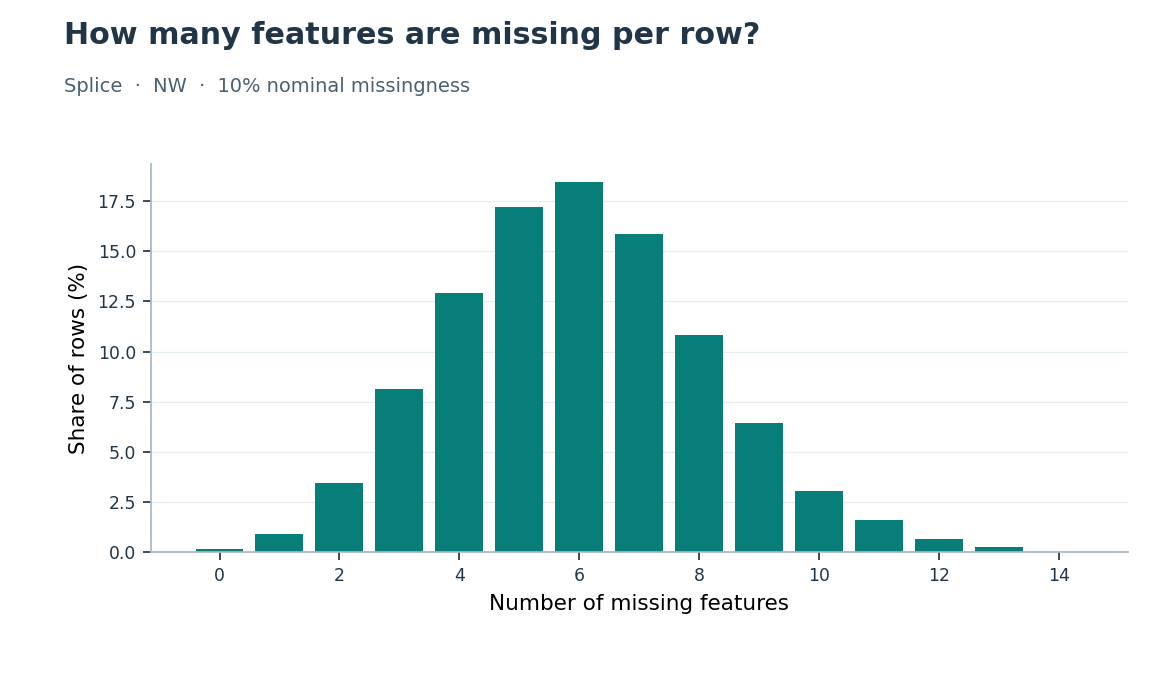 How many features are missing per row?
Splice · NW · 10% nominal missingness
17.5
15.0
12.5
10.0
7.5
5.0
2.5
0.0
Share of rows (%)
0 2 4 6 8 10 12 14
Number of missing features